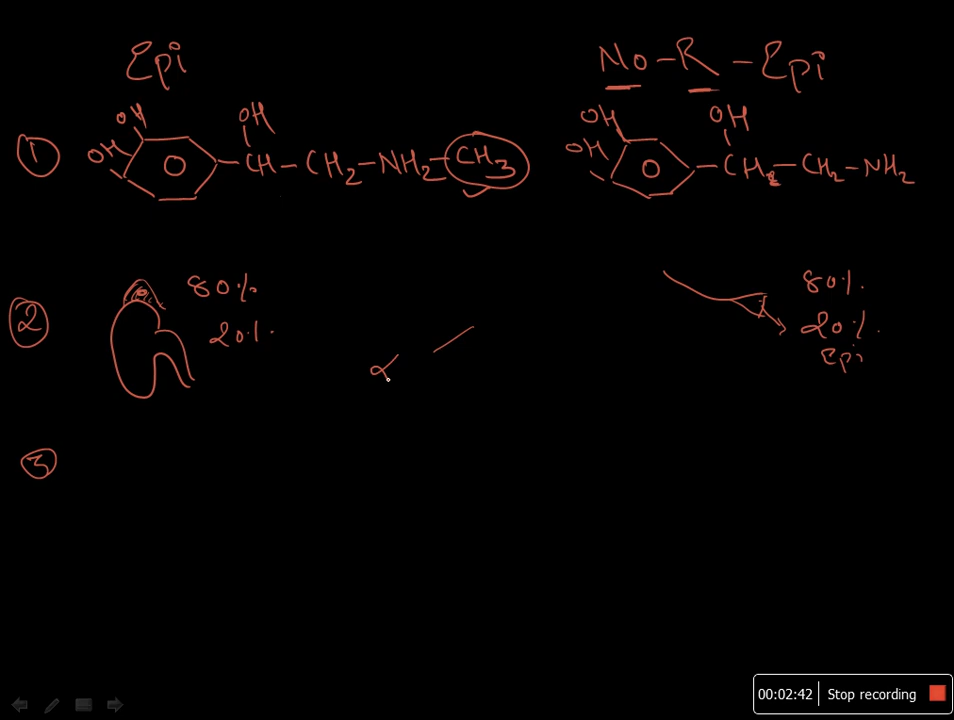 Epi
No-R-Epi
①
OH
OH
OH
CH-CH2-NH2-CH3
OH
OH
OH
CH2-CH2-NH2
②
80%
20%
α
80%
20%
Epi
③
00:02:42 Stop recording